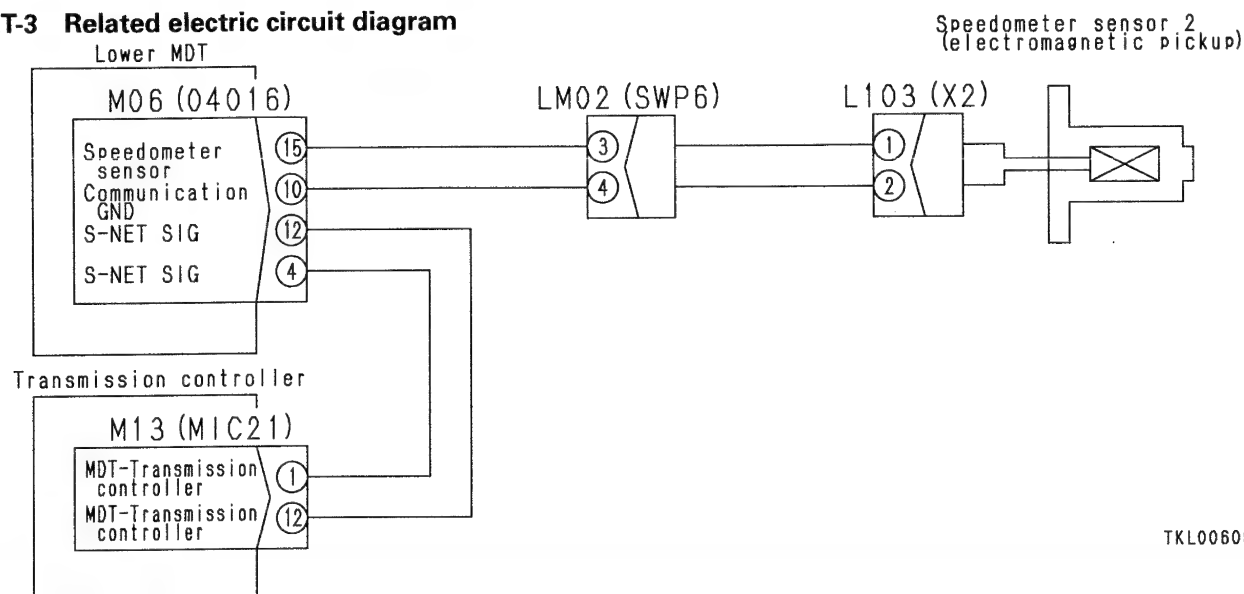 T-3 Related electric circuit diagram
Speedometer sensor 2
(electromagnetic pickup)
Lower MDT
M06 (04016)
LM02 (SWP6)
L103 (X2)
Speedometer
sensor
15
3
1
Communication
GND
10
4
2
S-NET SIG
12
S-NET SIG
4
Transmission controller
M13 (MIC21)
MDT-Transmission
controller
1
MDT-Transmission
controller
12
TKL0060